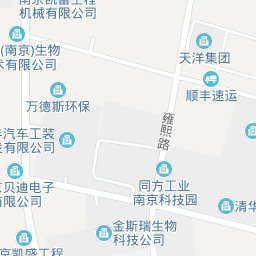 南京凯雷工程
机械有限公司
(南京)生物
术有限公司
天洋集团
顺丰速运
万德斯环保
雍熙路
汽车工装
发有限公司
贝迪电子
有限公司
同方工业
南京科技园
清华
金斯瑞生物
科技公司
京凯盛工程